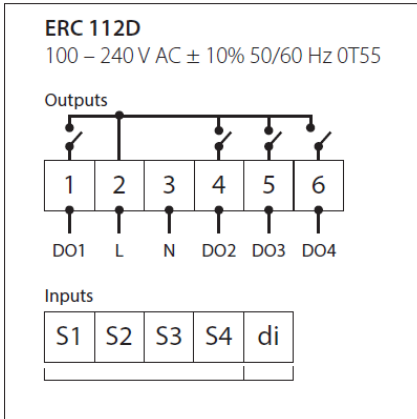 ERC 112D
100 – 240 V AC ± 10% 50/60 Hz 0T55
Outputs
1 2 3 4 5 6
DO1 L N DO2 DO3 DO4
Inputs
S1 S2 S3 S4 di